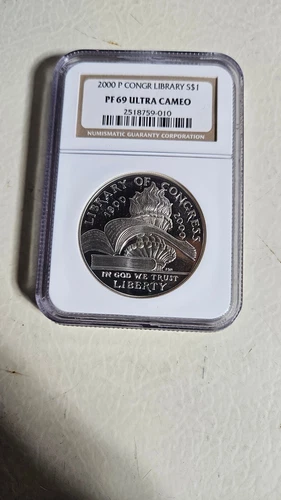 2000 P CONGR LIBRARY S$1
PF 69 ULTRA CAMEO
2518759-010
NUMISMATIC GUARANTY CORPORATION
LIBRARY OF CONGRESS
1800 2000
IN GOD WE TRUST
LIBERTY